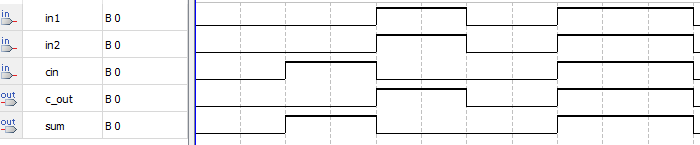 in in1 B 0
in in2 B 0
in cin B 0
out c_out B 0
out sum B 0